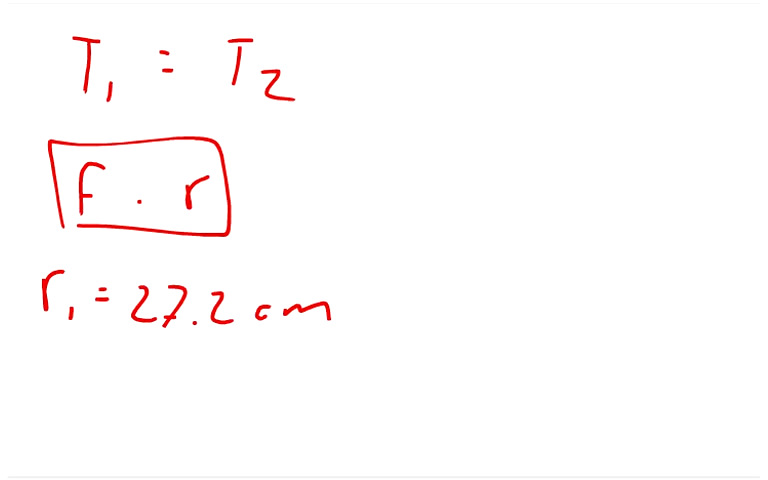 T₁ = T₂
F · r
r₁ = 27.2 cm